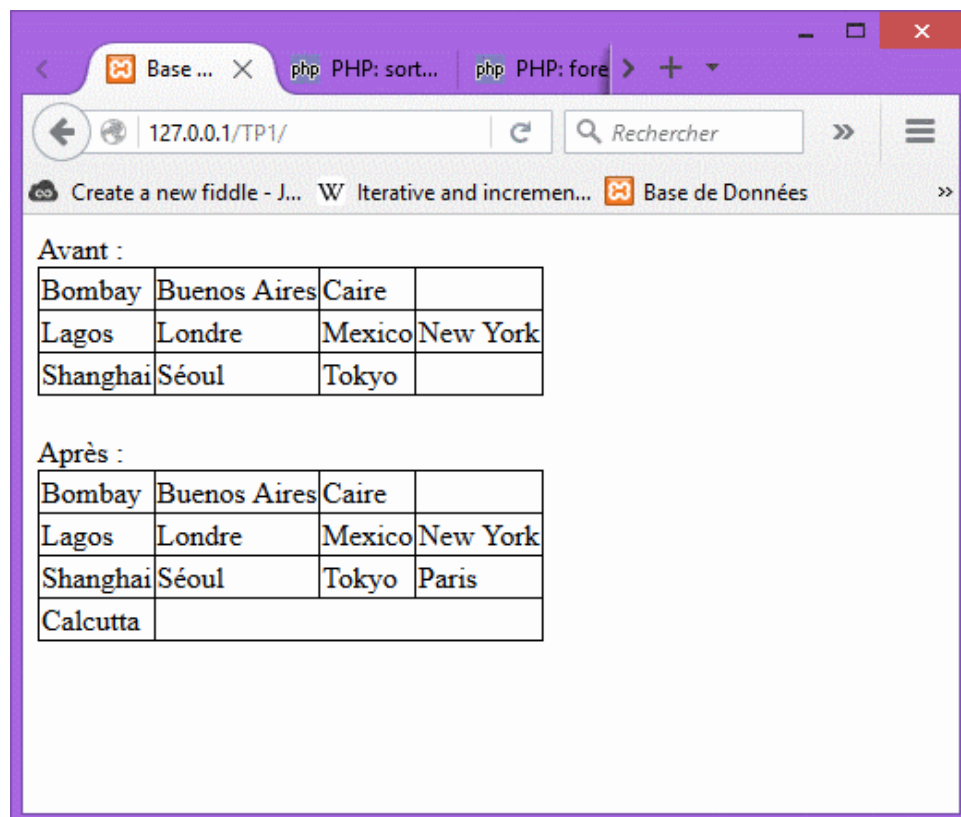 Base ... php PHP: sort... php PHP: fore
127.0.0.1/TP1/ Rechercher
Create a new fiddle - J... W Iterative and incremen... Base de Données
Avant :
Bombay Buenos Aires Caire
Lagos Londre Mexico New York
Shanghai Séoul Tokyo
Après :
Bombay Buenos Aires Caire
Lagos Londre Mexico New York
Shanghai Séoul Tokyo Paris
Calcutta